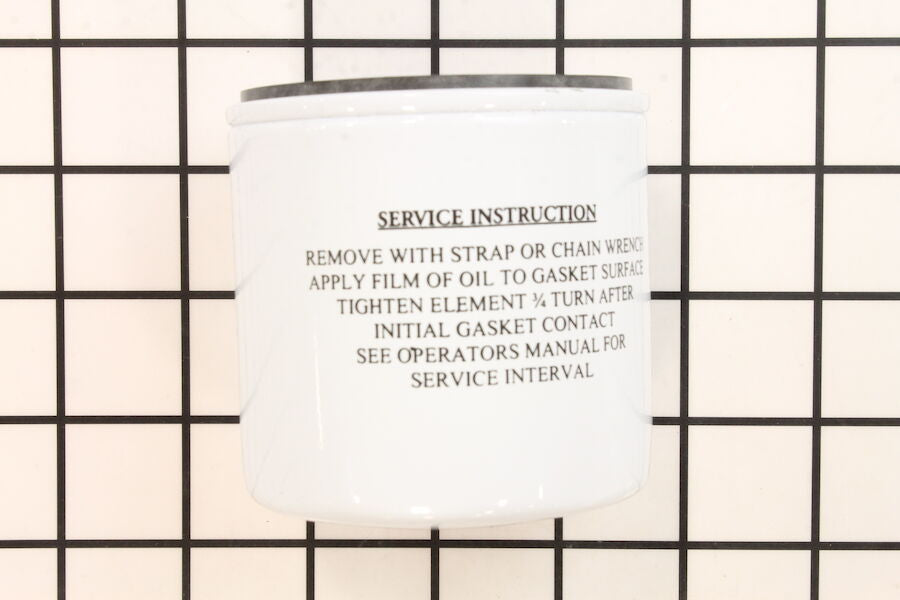 SERVICE INSTRUCTION
REMOVE WITH STRAP OR CHAIN WRENCH
APPLY FILM OF OIL TO GASKET SURFACE
TIGHTEN ELEMENT ¾ TURN AFTER
INITIAL GASKET CONTACT
SEE OPERATORS MANUAL FOR
SERVICE INTERVAL